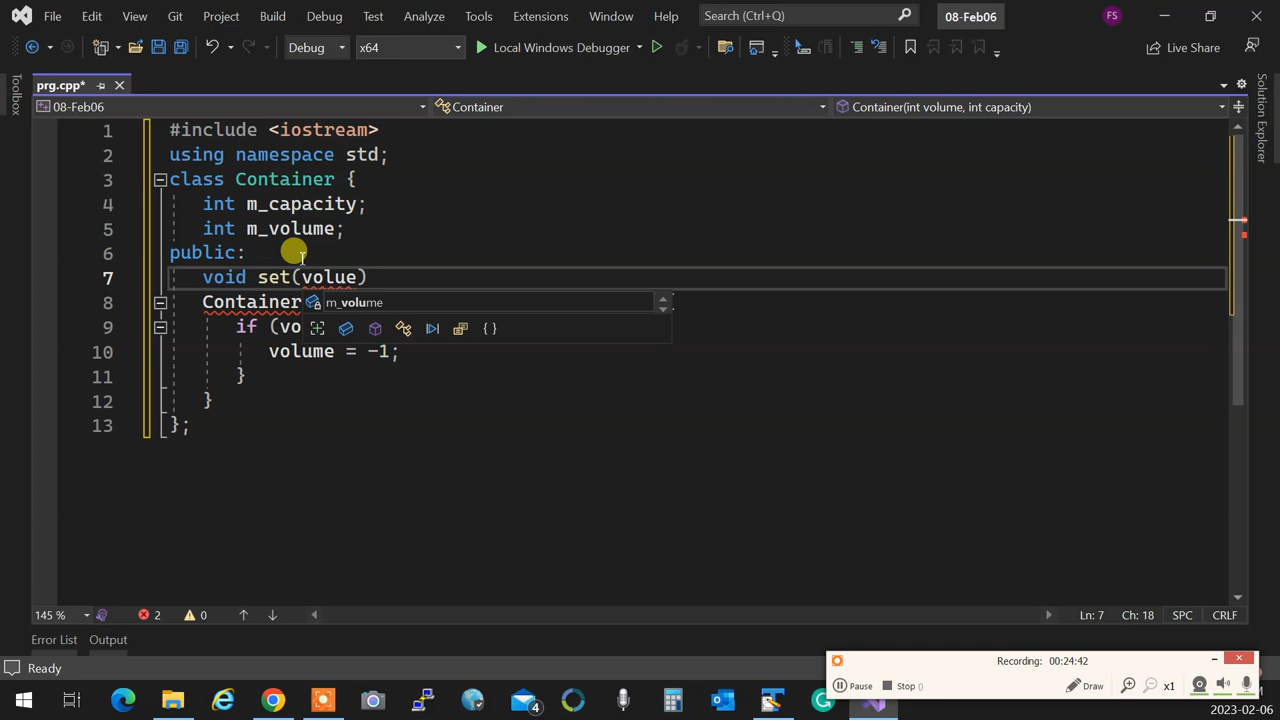 File Edit View Git Project Build Debug Test Analyze Tools Extensions Window Help Search (Ctrl+Q) 08-Feb06 FS
Debug x64 Local Windows Debugger Live Share
prg.cpp*
08-Feb06 Container Container(int volume, int capacity)
Toolbox
Solution Explorer
1 #include <iostream>
2 using namespace std;
3 class Container {
4 int m_capacity;
5 int m_volume;
6 public:
7 void set(volue)
8 Container
m_volume
9 if (vo
{ }
10 volume = -1;
11 }
12 }
13 };
145 % 2 0 Ln: 7 Ch: 18 SPC CRLF
Error List Output
Ready
Recording: 00:24:42
Pause Stop () Draw x1
4
2023-02-06